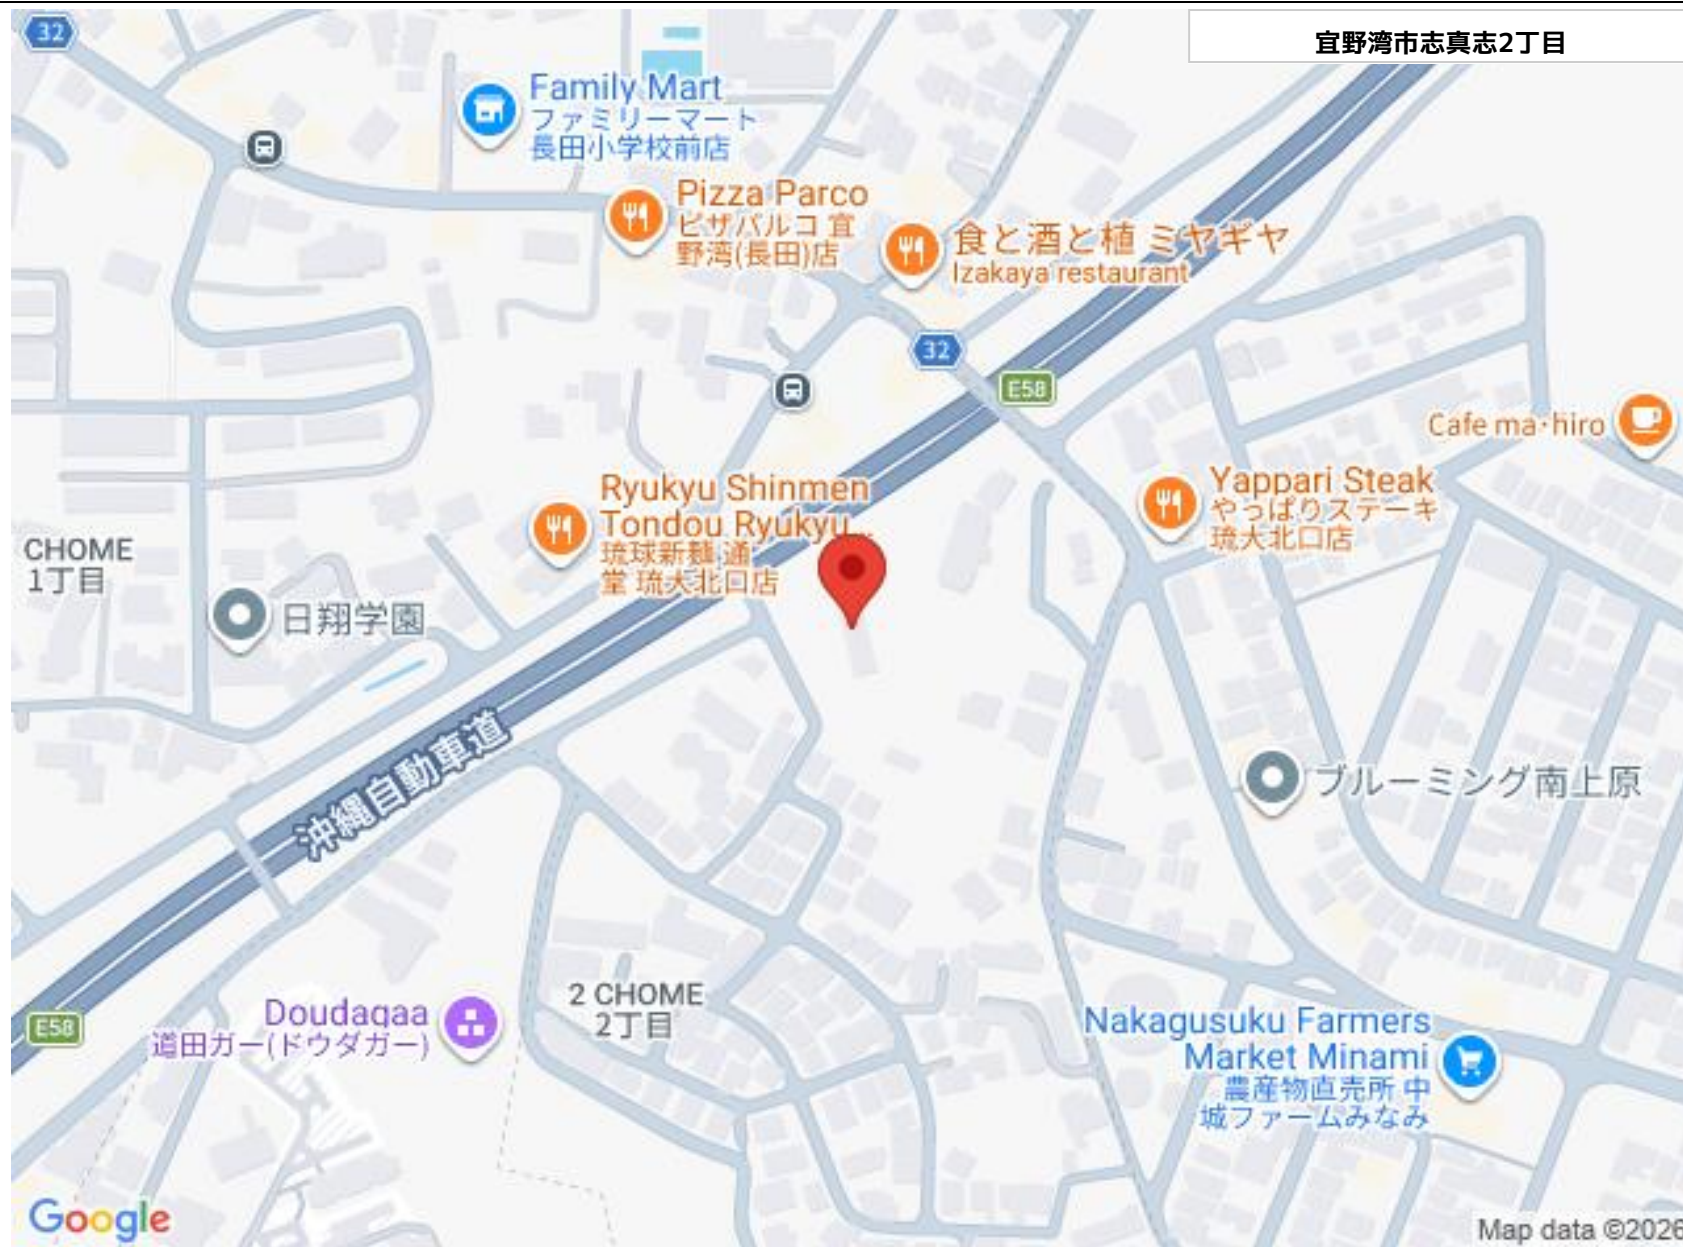 32
宜野湾市志真志2丁目
Family Mart
ファミリーマート
長田小学校前店
Pizza Parco
ピザパルコ 宜
野湾(長田)店
食と酒と植 ミヤギヤ
Izakaya restaurant
32
E58
Cafe ma・hiro
Yappari Steak
やっぱりステーキ
琉大北口店
Ryukyu Shinmen
Tondou Ryukyu...
琉球新麺 通
堂 琉大北口店
CHOME
1丁目
日翔学園
沖縄自動車道
ブルーミング南上原
2 CHOME
2丁目
Doudagaa
道田ガー(ドウダガー)
E58
Nakagusuku Farmers
Market Minami
農産物直売所 中
城ファームみなみ
Google
Map data ©2026